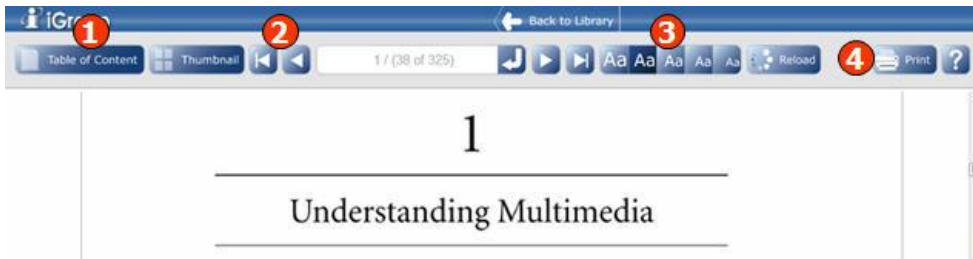 Back to Library
1 2 3 4
Table of Content Thumbnail 1 / (38 of 325) Aa Aa Aa Aa Aa Reload Print ?
1
Understanding Multimedia